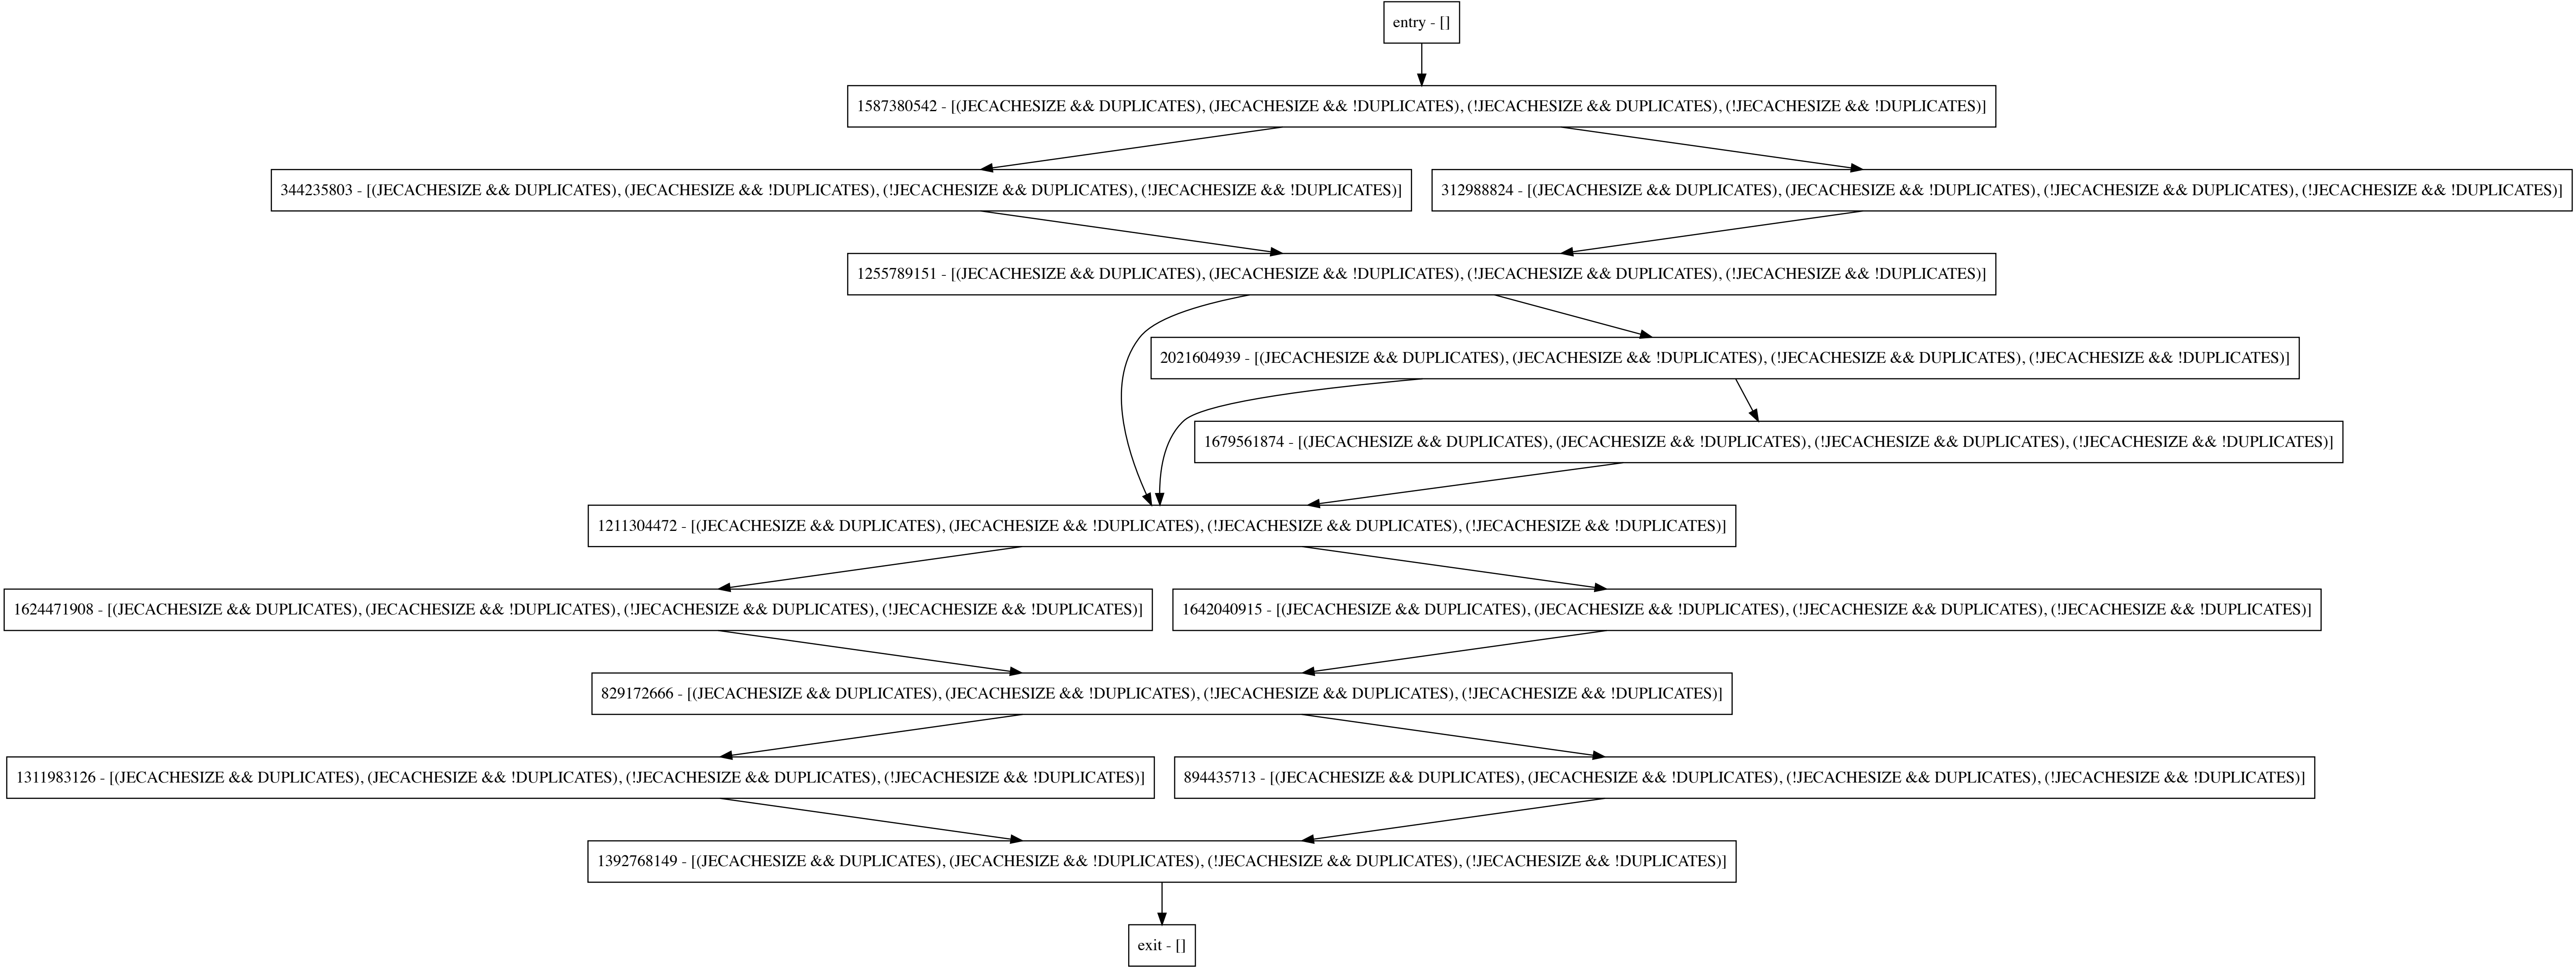 entry - []
1587380542 - [(JECACHESIZE && DUPLICATES), (JECACHESIZE && !DUPLICATES), (!JECACHESIZE && DUPLICATES), (!JECACHESIZE && !DUPLICATES)]
344235803 - [(JECACHESIZE && DUPLICATES), (JECACHESIZE && !DUPLICATES), (!JECACHESIZE && DUPLICATES), (!JECACHESIZE && !DUPLICATES)]
312988824 - [(JECACHESIZE && DUPLICATES), (JECACHESIZE && !DUPLICATES), (!JECACHESIZE && DUPLICATES), (!JECACHESIZE && !DUPLICATES)]
1255789151 - [(JECACHESIZE && DUPLICATES), (JECACHESIZE && !DUPLICATES), (!JECACHESIZE && DUPLICATES), (!JECACHESIZE && !DUPLICATES)]
2021604939 - [(JECACHESIZE && DUPLICATES), (JECACHESIZE && !DUPLICATES), (!JECACHESIZE && DUPLICATES), (!JECACHESIZE && !DUPLICATES)]
1679561874 - [(JECACHESIZE && DUPLICATES), (JECACHESIZE && !DUPLICATES), (!JECACHESIZE && DUPLICATES), (!JECACHESIZE && !DUPLICATES)]
1211304472 - [(JECACHESIZE && DUPLICATES), (JECACHESIZE && !DUPLICATES), (!JECACHESIZE && DUPLICATES), (!JECACHESIZE && !DUPLICATES)]
1624471908 - [(JECACHESIZE && DUPLICATES), (JECACHESIZE && !DUPLICATES), (!JECACHESIZE && DUPLICATES), (!JECACHESIZE && !DUPLICATES)]
1642040915 - [(JECACHESIZE && DUPLICATES), (JECACHESIZE && !DUPLICATES), (!JECACHESIZE && DUPLICATES), (!JECACHESIZE && !DUPLICATES)]
829172666 - [(JECACHESIZE && DUPLICATES), (JECACHESIZE && !DUPLICATES), (!JECACHESIZE && DUPLICATES), (!JECACHESIZE && !DUPLICATES)]
1311983126 - [(JECACHESIZE && DUPLICATES), (JECACHESIZE && !DUPLICATES), (!JECACHESIZE && DUPLICATES), (!JECACHESIZE && !DUPLICATES)]
894435713 - [(JECACHESIZE && DUPLICATES), (JECACHESIZE && !DUPLICATES), (!JECACHESIZE && DUPLICATES), (!JECACHESIZE && !DUPLICATES)]
1392768149 - [(JECACHESIZE && DUPLICATES), (JECACHESIZE && !DUPLICATES), (!JECACHESIZE && DUPLICATES), (!JECACHESIZE && !DUPLICATES)]
exit - []